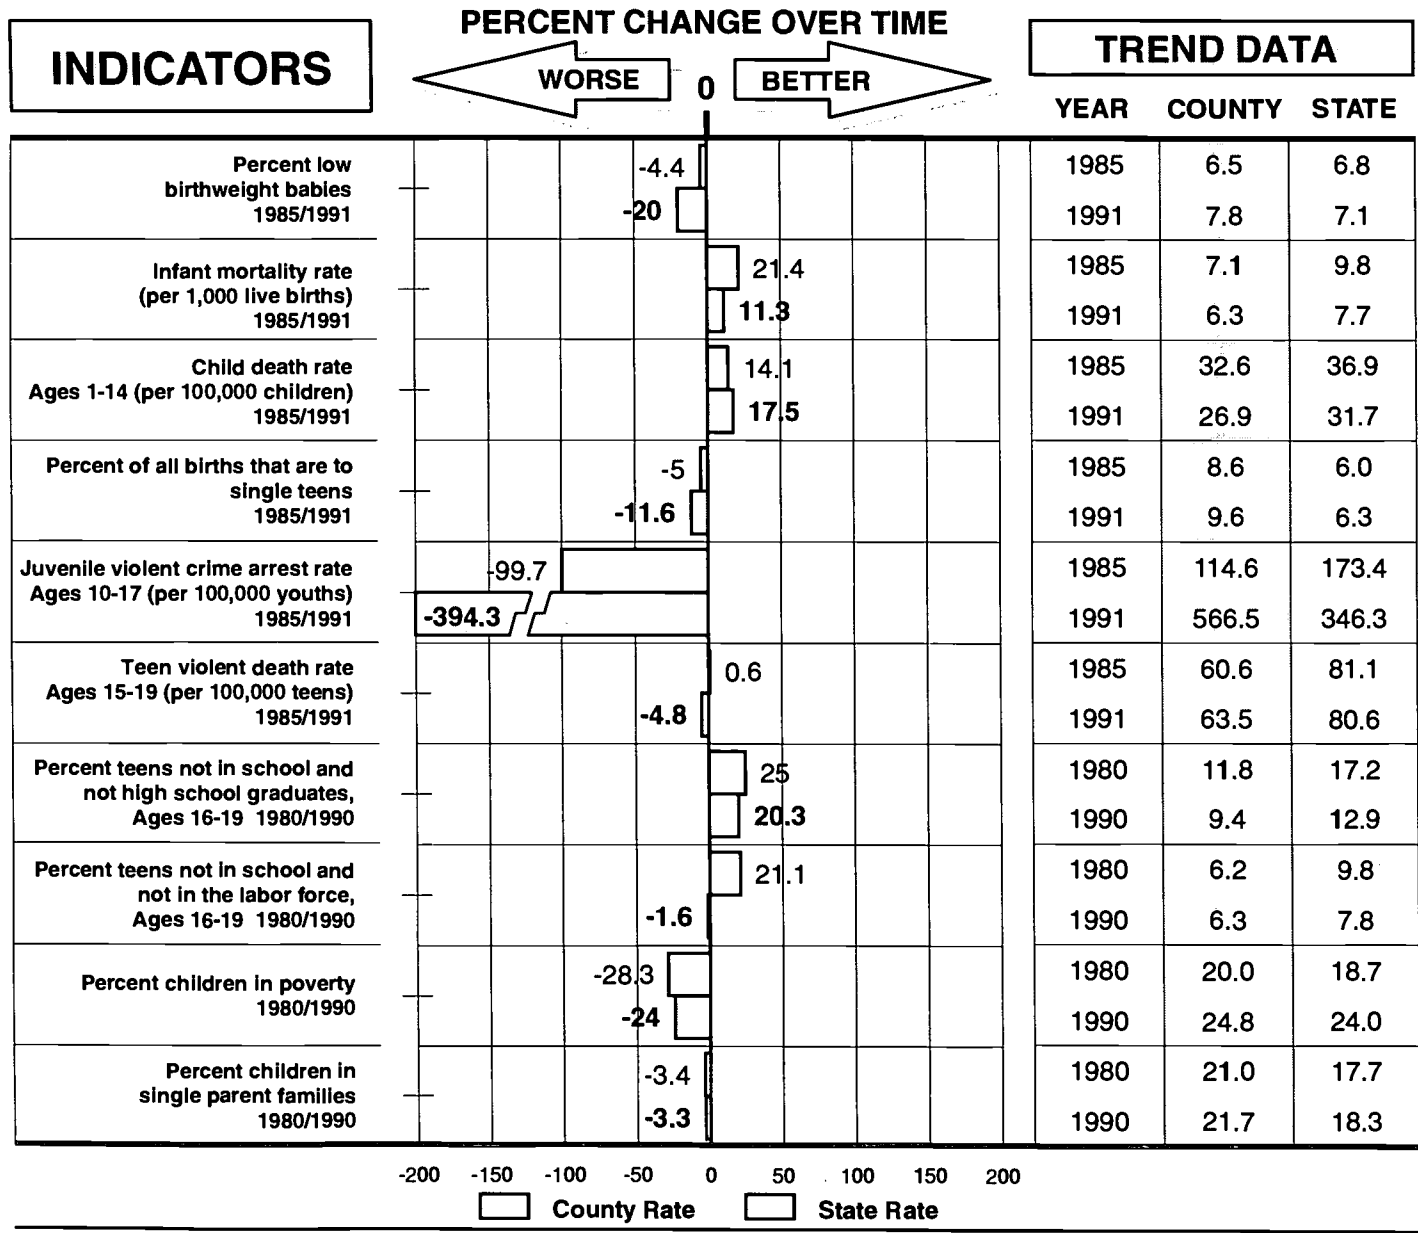 PERCENT CHANGE OVER TIME
INDICATORS
WORSE
0
BETTER
TREND DATA
YEAR COUNTY STATE
Percent low
birthweight babies
1985/1991
-4.4
-20
1985 6.5 6.8
1991 7.8 7.1
Infant mortality rate
(per 1,000 live births)
1985/1991
21.4
11.3
1985 7.1 9.8
1991 6.3 7.7
Child death rate
Ages 1-14 (per 100,000 children)
1985/1991
14.1
17.5
1985 32.6 36.9
1991 26.9 31.7
Percent of all births that are to
single teens
1985/1991
-5
-11.6
1985 8.6 6.0
1991 9.6 6.3
Juvenile violent crime arrest rate
Ages 10-17 (per 100,000 youths)
1985/1991
-99.7
-394.3
1985 114.6 173.4
1991 566.5 346.3
Teen violent death rate
Ages 15-19 (per 100,000 teens)
1985/1991
0.6
-4.8
1985 60.6 81.1
1991 63.5 80.6
Percent teens not in school and
not high school graduates,
Ages 16-19 1980/1990
25
20.3
1980 11.8 17.2
1990 9.4 12.9
Percent teens not in school and
not in the labor force,
Ages 16-19 1980/1990
21.1
-1.6
1980 6.2 9.8
1990 6.3 7.8
Percent children in poverty
1980/1990
-28.3
-24
1980 20.0 18.7
1990 24.8 24.0
Percent children in
single parent families
1980/1990
-3.4
-3.3
1980 21.0 17.7
1990 21.7 18.3
-200 -150 -100 -50 0 50 100 150 200
County Rate State Rate